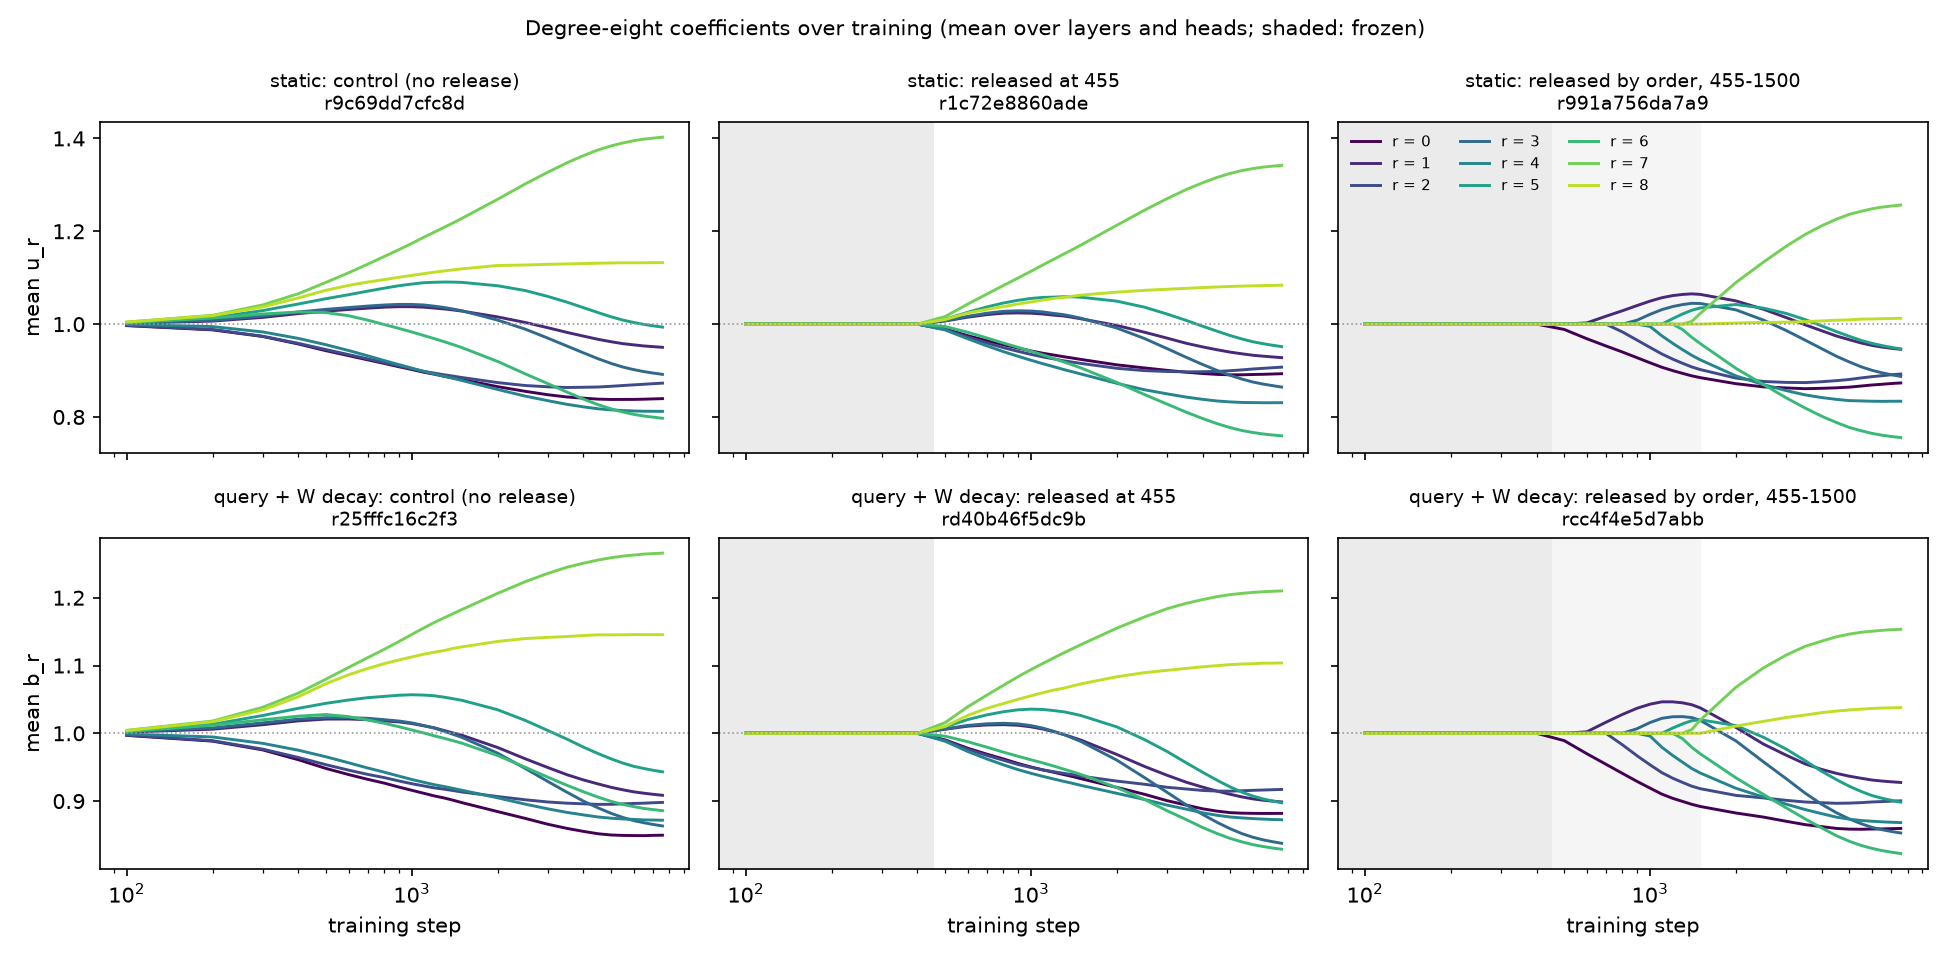 Degree-eight coefficients over training (mean over layers and heads; shaded: frozen)
static: control (no release)
r9c69dd7cfc8d
static: released at 455
r1c72e8860ade
static: released by order, 455-1500
r991a756da7a9
mean u_r
1.4
1.2
1.0
0.8
r = 0
r = 1
r = 2
r = 3
r = 4
r = 5
r = 6
r = 7
r = 8
query + W decay: control (no release)
r25fffc16c2f3
query + W decay: released at 455
rd40b46f5dc9b
query + W decay: released by order, 455-1500
rcc4f4e5d7abb
mean b_r
1.2
1.1
1.0
0.9
10² 10³
10² 10³
10² 10³
training step
training step
training step